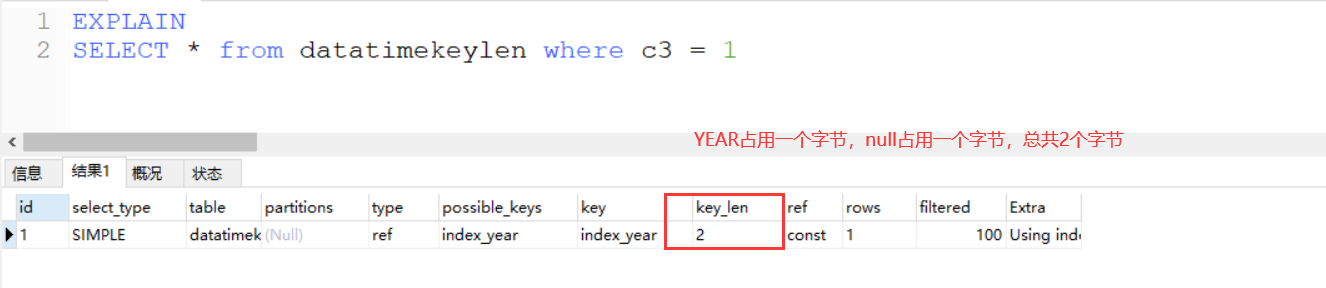 1 EXPLAIN
2 SELECT * from datatimekeylen where c3 = 1
YEAR占用一个字节，null占用一个字节，总共2个字节
信息 结果1 概况 状态
id select_type table partitions type possible_keys key key_len ref rows filtered Extra
1 SIMPLE datatimek (Null) ref index_year index_year 2 const 1 100 Using inde